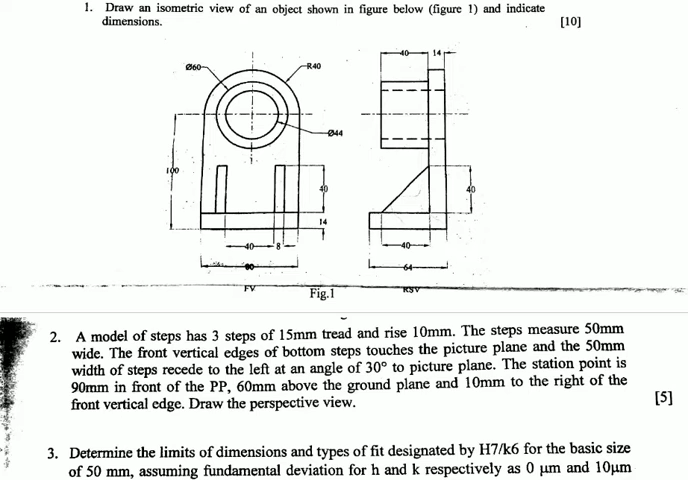 1. Draw an isometric view of an object shown in figure below (figure 1) and indicate
dimensions. [10]
Ø60
R40
40
14
Ø44
100
40
14
40
40
8
40
80
64
FV
Fig.1
RSV
2. A model of steps has 3 steps of 15mm tread and rise 10mm. The steps measure 50mm
wide. The front vertical edges of bottom steps touches the picture plane and the 50mm
width of steps recede to the left at an angle of 30° to picture plane. The station point is
90mm in front of the PP, 60mm above the ground plane and 10mm to the right of the
front vertical edge. Draw the perspective view. [5]
3. Determine the limits of dimensions and types of fit designated by H7/k6 for the basic size
of 50 mm, assuming fundamental deviation for h and k respectively as 0 µm and 10µm